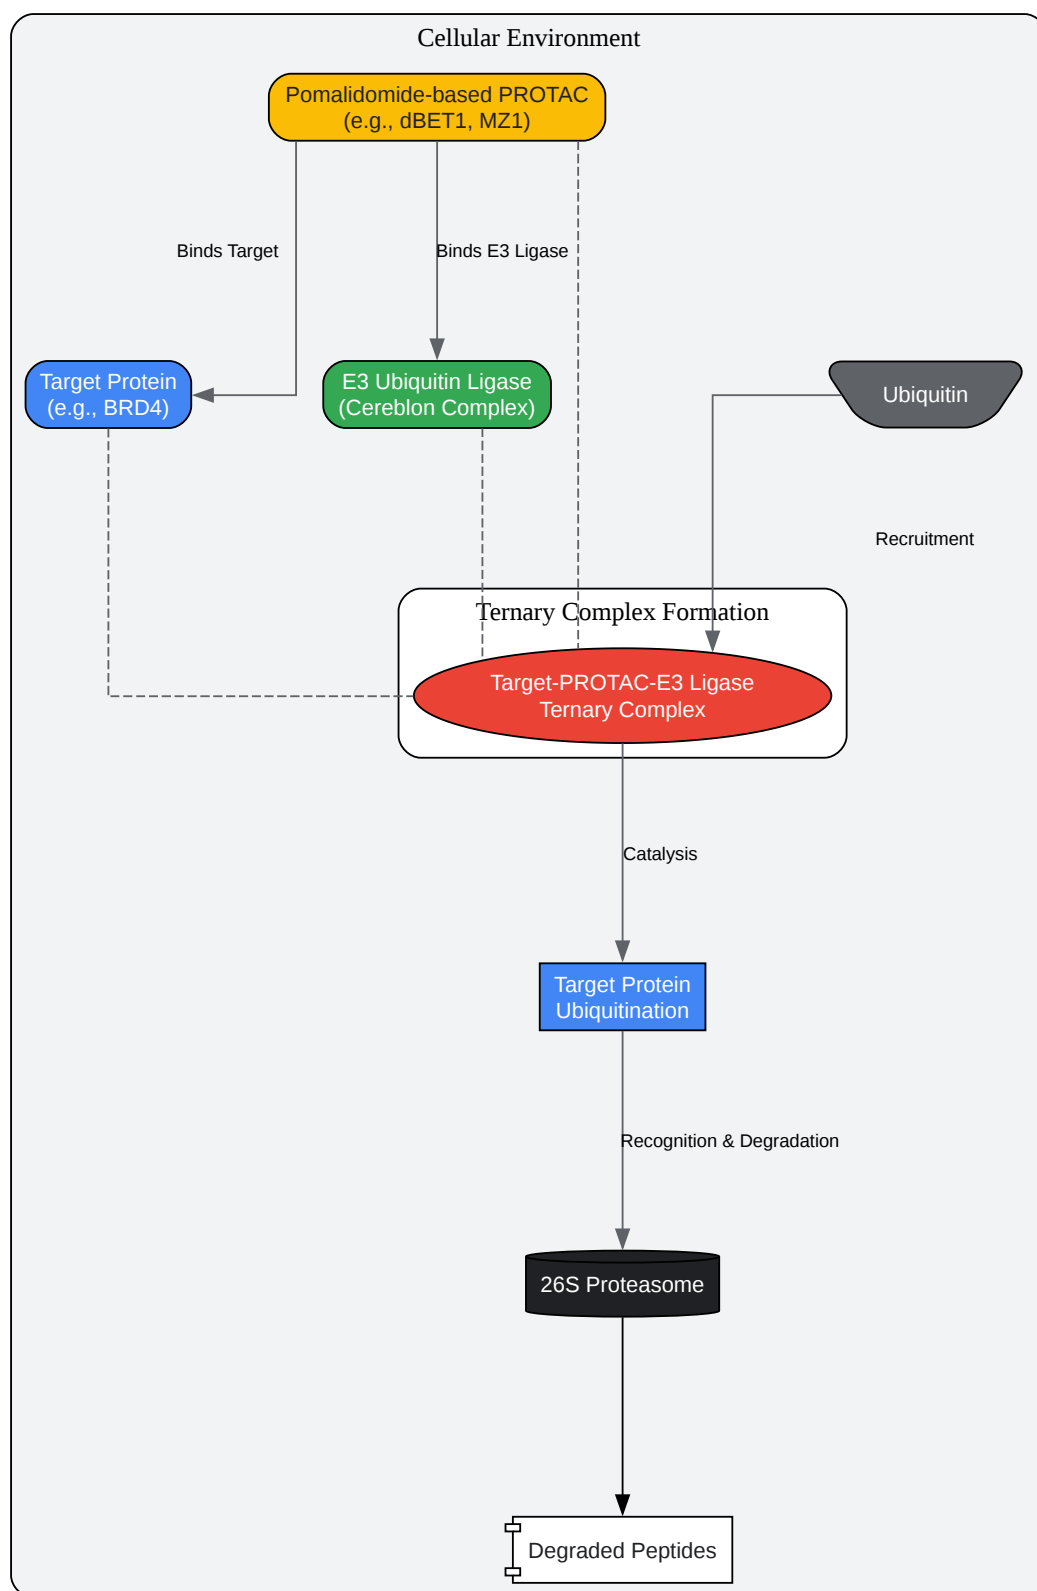 Cellular Environment
Pomalidomide-based PROTAC
(e.g., dBET1, MZ1)
Binds Target
Binds E3 Ligase
Target Protein
(e.g., BRD4)
E3 Ubiquitin Ligase
(Cereblon Complex)
Ubiquitin
Recruitment
Ternary Complex Formation
Target-PROTAC-E3 Ligase
Ternary Complex
Catalysis
Target Protein
Ubiquitination
Recognition & Degradation
26S Proteasome
Degraded Peptides